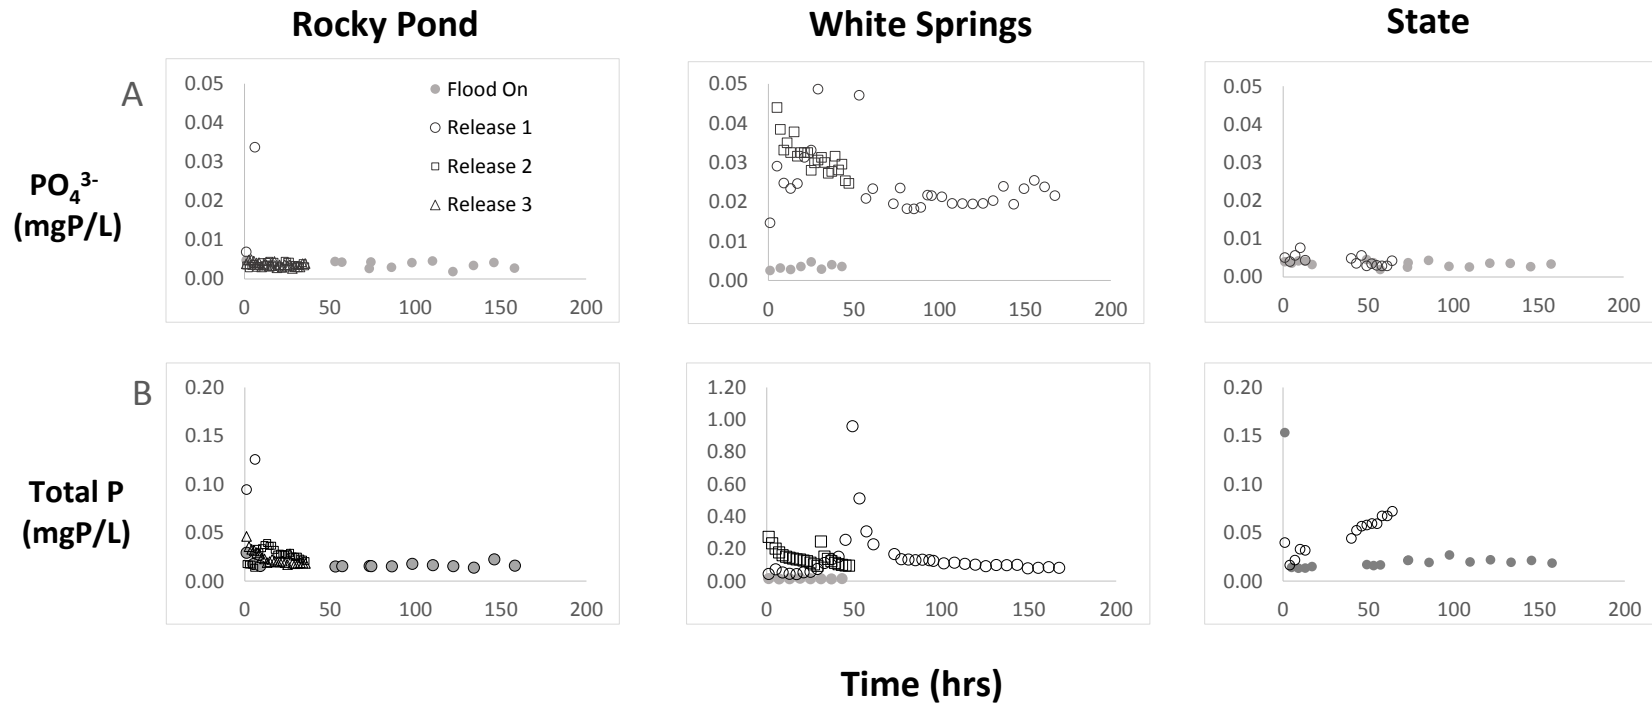 Rocky Pond
White Springs
State
A
PO₄³⁻
(mgP/L)
0.05
0.04
0.03
0.02
0.01
0.00
0 50 100 150 200
Flood On
Release 1
Release 2
Release 3
0.05
0.04
0.03
0.02
0.01
0.00
0 50 100 150 200
0.05
0.04
0.03
0.02
0.01
0.00
0 50 100 150 200
B
Total P
(mgP/L)
0.20
0.15
0.10
0.05
0.00
0 50 100 150 200
1.20
1.00
0.80
0.60
0.40
0.20
0.00
0 50 100 150 200
0.20
0.15
0.10
0.05
0.00
0 50 100 150 200
Time (hrs)